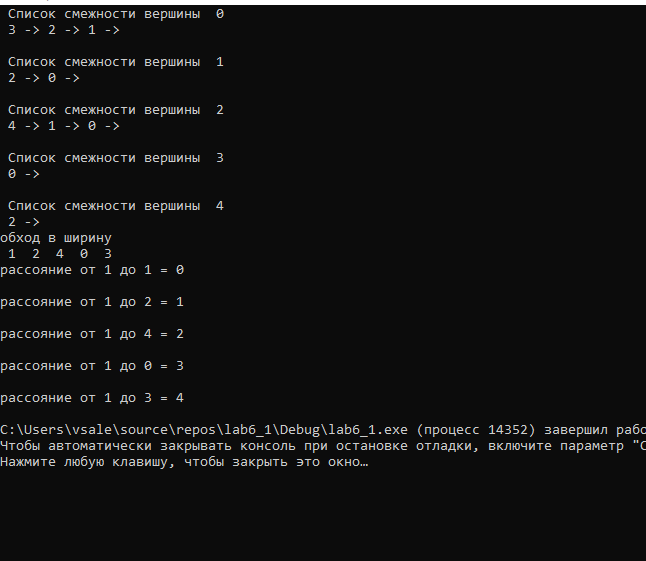 Список смежности вершины 0
3 -> 2 -> 1 ->
Список смежности вершины 1
2 -> 0 ->
Список смежности вершины 2
4 -> 1 -> 0 ->
Список смежности вершины 3
0 ->
Список смежности вершины 4
2 ->
обход в ширину
1 2 4 0 3
рассояние от 1 до 1 = 0
рассояние от 1 до 2 = 1
рассояние от 1 до 4 = 2
рассояние от 1 до 0 = 3
рассояние от 1 до 3 = 4
C:\Users\vsale\source\repos\lab6_1\Debug\lab6_1.exe (процесс 14352) завершил рабо
Чтобы автоматически закрывать консоль при остановке отладки, включите параметр "С
Нажмите любую клавишу, чтобы закрыть это окно…